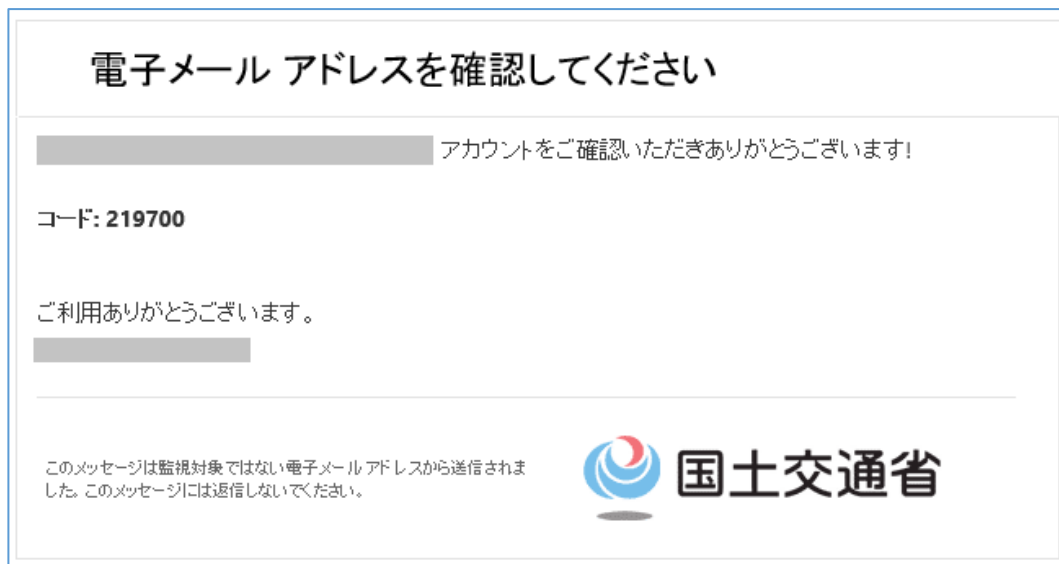 電子メール アドレスを確認してください
アカウントをご確認いただきありがとうございます!
コード: 219700
ご利用ありがとうございます。
このメッセージは監視対象ではない電子メール アドレスから送信されま
した。このメッセージには返信しないでください。
国土交通省